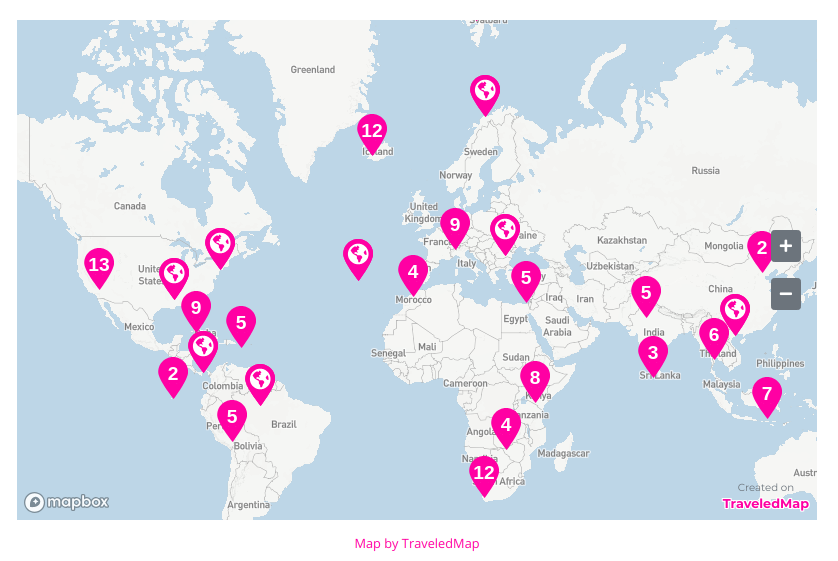 Svalbard
Greenland
12
Iceland
Sweden
Russia
Norway
Canada
United
Kingdom
9
Ukraine
France
Kazakhstan
Mongolia
2
+
13
United
States
Italy
4
5
Uzbekistan
China
−
9
Morocco
Iraq
Iran
5
Mexico
5
Egypt
Saudi
Arabia
India
6
Senegal
Mali
Sudan
3
Thailand
Philippines
2
Colombia
Cameroon
8
Sri Lanka
Malaysia
Kenya
7
5
Peru
Brazil
Tanzania
Angola
4
Bolivia
Madagascar
Namibia
12
South Africa
Argentina
Austr
mapbox
Created on
TraveledMap
Map by TraveledMap